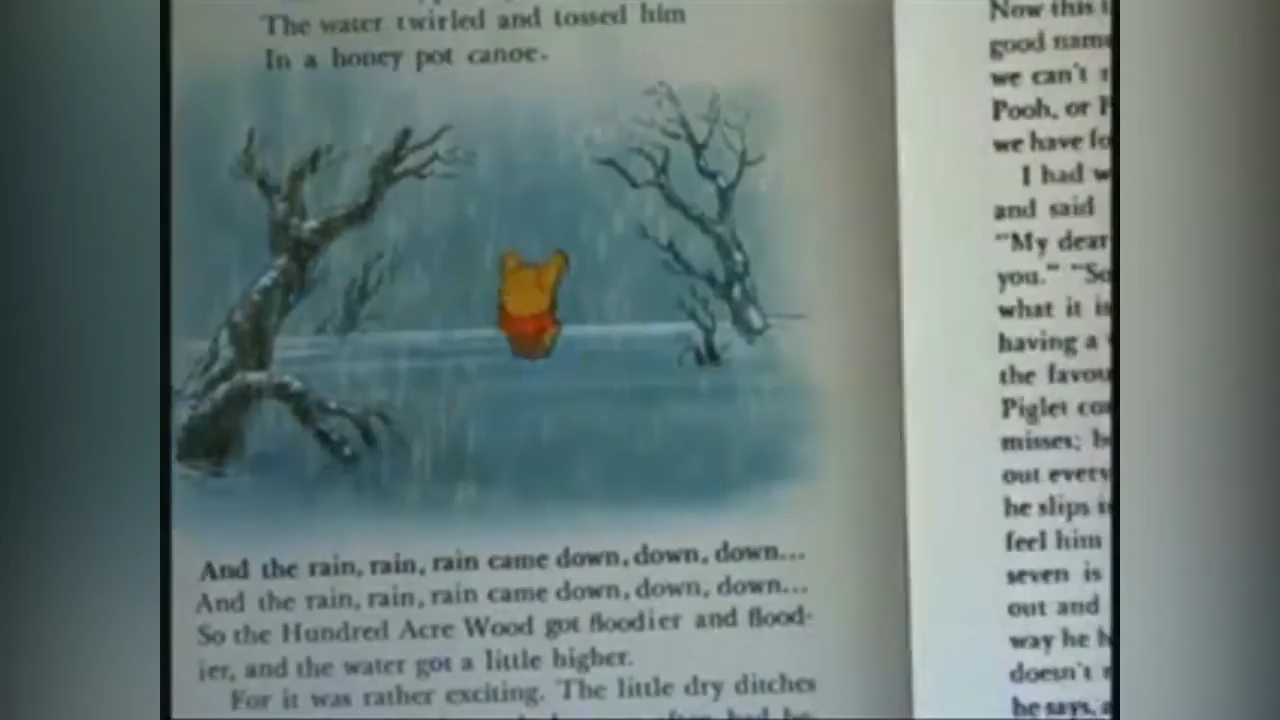 The water twirled and tossed him
In a honey pot canoe.
And the rain, rain, rain came down, down, down...
And the rain, rain, rain came down, down, down...
So the Hundred Acre Wood got floodier and flood-
ier, and the water got a little higher.
For it was rather exciting. The little dry ditches
Now this
good name
we can't
Pooh, or
we have
I had
and said
"My dear
you." "So
what it is
having a
the favou
Piglet
misses;
out every
he slips
feel him
seven is
out and
way he
doesn't
he says,